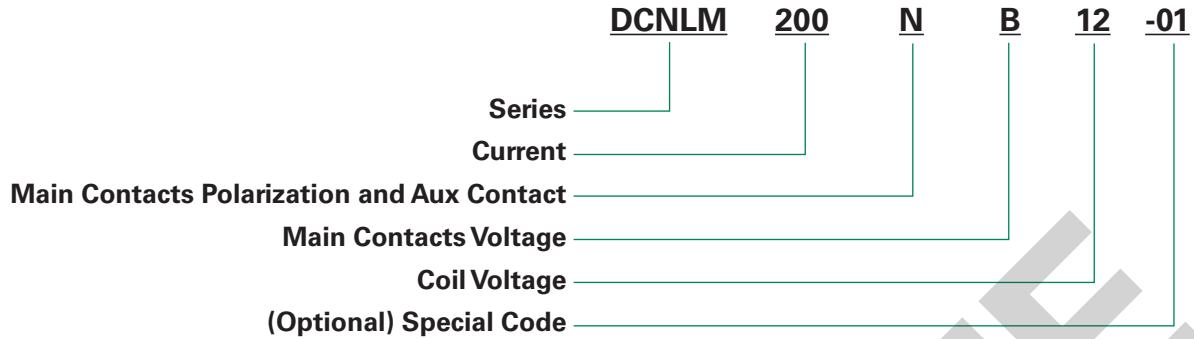 DCNLM 200 N B 12 -01
Series
Current
Main Contacts Polarization and Aux Contact
Main Contacts Voltage
Coil Voltage
(Optional) Special Code